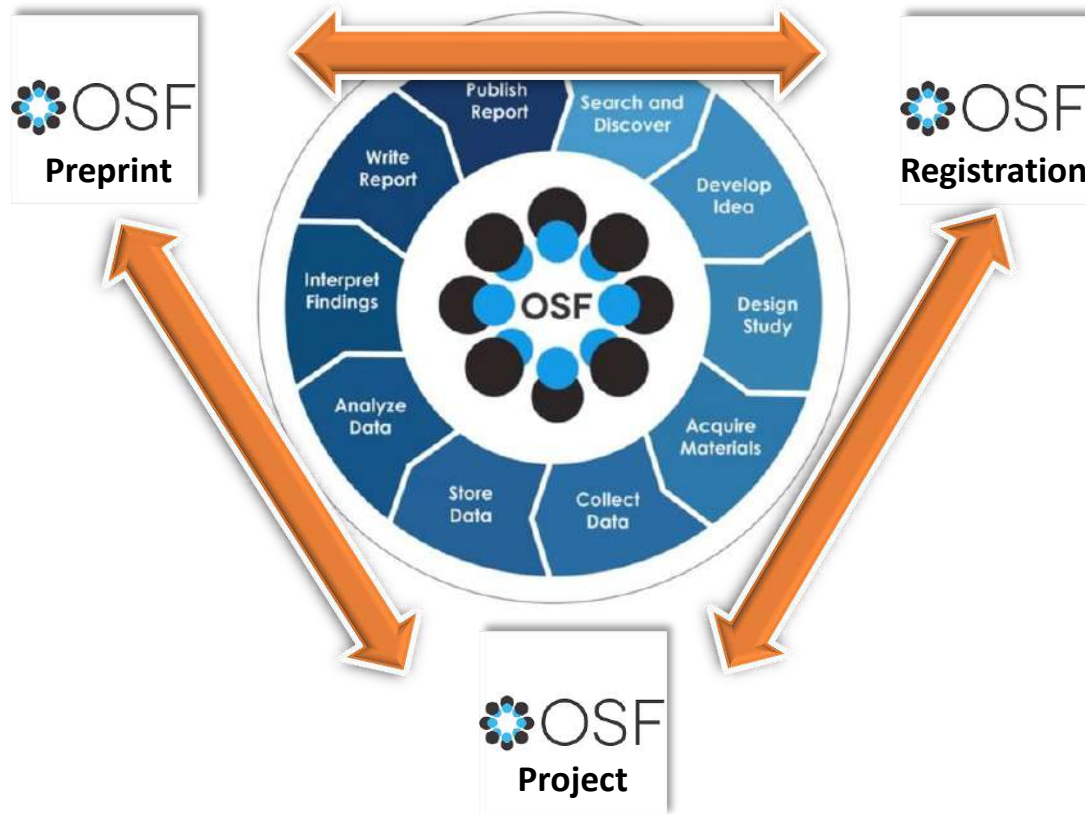 OSF
Preprint
OSF
Registration
Publish
Report
Search and
Discover
Develop
Idea
Design
Study
Acquire
Materials
Collect
Data
Store
Data
Analyze
Data
Interpret
Findings
Write
Report
OSF
OSF
Project